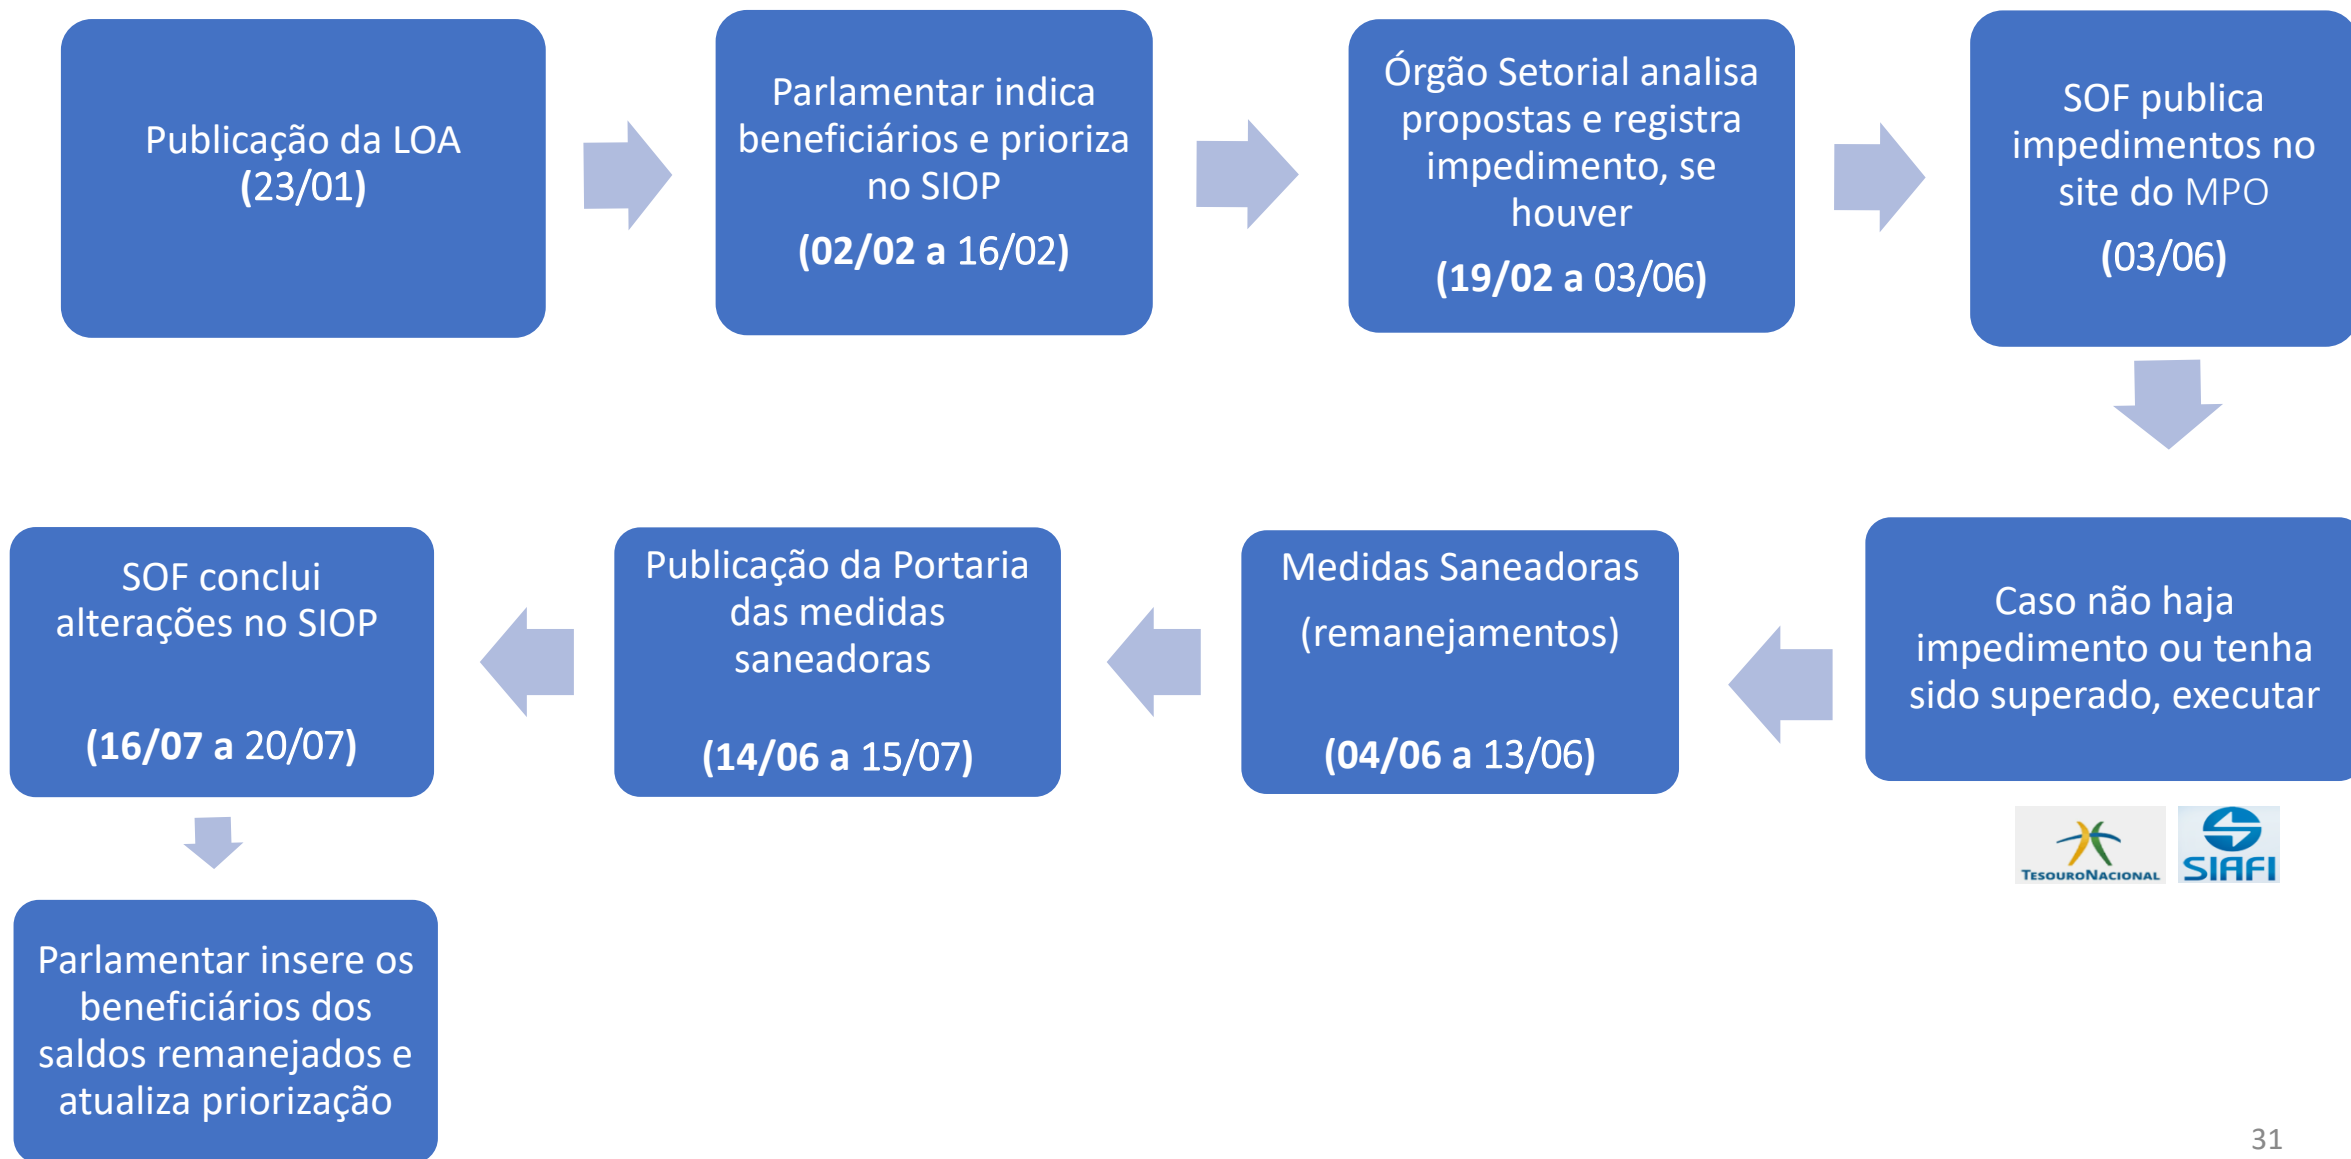 Publicação da LOA
(23/01)
Parlamentar indica
beneficiários e prioriza
no SIOP
(02/02 a 16/02)
Órgão Setorial analisa
propostas e registra
impedimento, se
houver
(19/02 a 03/06)
SOF publica
impedimentos no
site do MPO
(03/06)
Caso não haja
impedimento ou tenha
sido superado, executar
TESOURONACIONAL
SIAFI
Medidas Saneadoras
(remanejamentos)
(04/06 a 13/06)
Publicação da Portaria
das medidas
saneadoras
(14/06 a 15/07)
SOF conclui
alterações no SIOP
(16/07 a 20/07)
Parlamentar insere os
beneficiários dos
saldos remanejados e
atualiza priorização
31